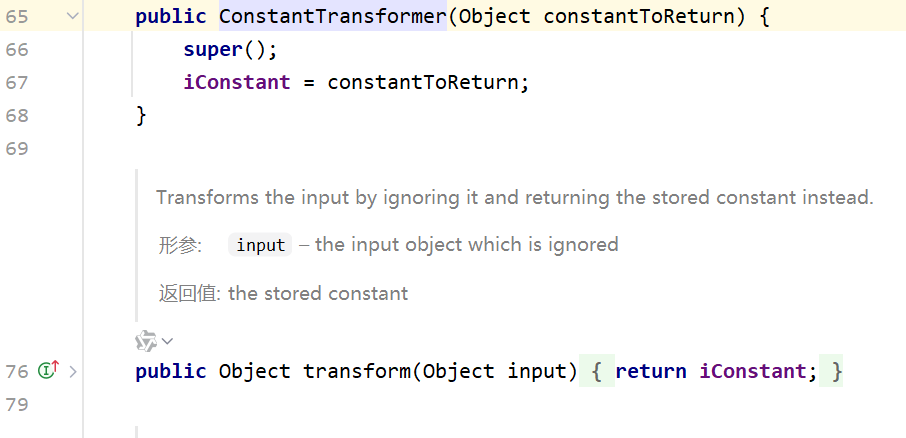 65 public ConstantTransformer(Object constantToReturn) {
66 super();
67 iConstant = constantToReturn;
68 }
69
Transforms the input by ignoring it and returning the stored constant instead.
形参: input – the input object which is ignored
返回值: the stored constant
76 public Object transform(Object input) { return iConstant; }
79